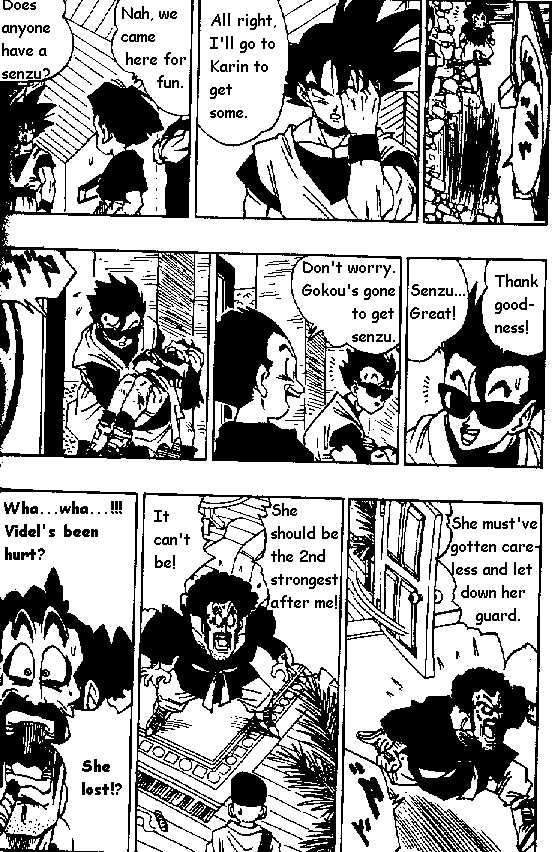 Does
anyone
have a
senzu?
Nah, we
came
here for
fun.
All right,
I'll go to
Karin to
get
some.
Don't worry.
Gokou's gone
to get
senzu.
Senzu...
Great!
Thank
good-
ness!
Wha...wha...!!!
Videl's been
hurt?
She
lost!?
It
can't
be!
She
should be
the 2nd
strongest
after me!
She must've
gotten care-
less and let
down her
guard.